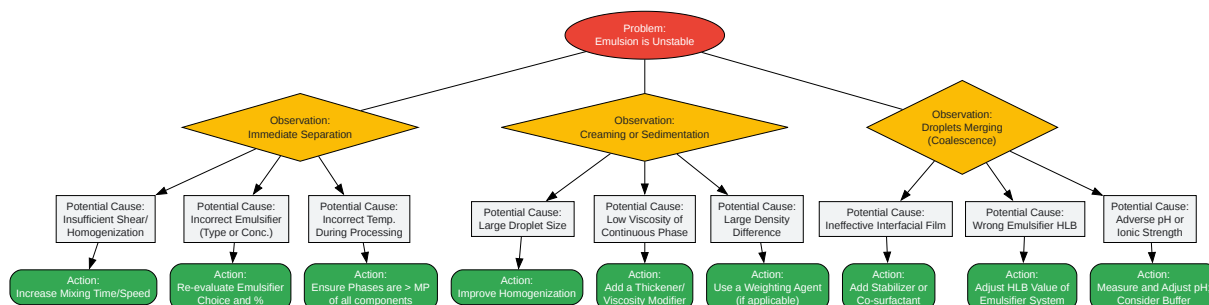 Problem:
Emulsion is Unstable
Observation:
Immediate Separation
Observation:
Creaming or Sedimentation
Observation:
Droplets Merging
(Coalescence)
Potential Cause:
Insufficient Shear/
Homogenization
Potential Cause:
Incorrect Emulsifier
(Type or Conc.)
Potential Cause:
Incorrect Temp.
During Processing
Potential Cause:
Large Droplet Size
Potential Cause:
Low Viscosity of
Continuous Phase
Potential Cause:
Large Density
Difference
Potential Cause:
Ineffective Interfacial Film
Potential Cause:
Wrong Emulsifier HLB
Potential Cause:
Adverse pH or
Ionic Strength
Action:
Increase Mixing Time/Speed
Action:
Re-evaluate Emulsifier
Choice and %
Action:
Ensure Phases are > MP
of all components
Action:
Improve Homogenization
Action:
Add a Thickener/
Viscosity Modifier
Action:
Use a Weighting Agent
(if applicable)
Action:
Add Stabilizer or
Co-surfactant
Action:
Adjust HLB Value of
Emulsifier System
Action:
Measure and Adjust pH
Consider Buffer